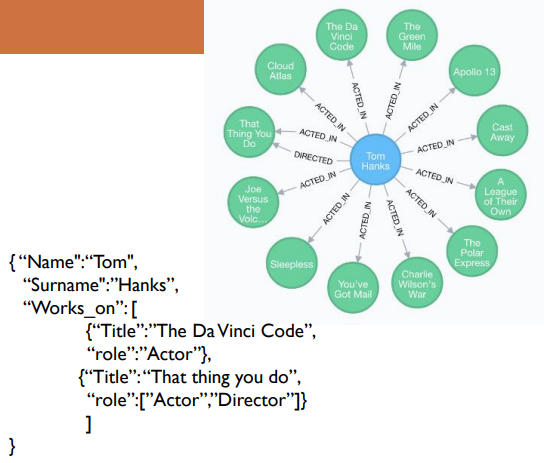 The Da
Vinci
Code
The
Green
Mile
Cloud
Atlas
Apollo 13
That
Thing You
Do
Cast
Away
Tom
Hanks
Joe
Versus
the
Volc...
A
League
of Their
Own
Sleepless
The
Polar
Express
You've
Got Mail
Charlie
Wilson's
War
ACTED_IN
ACTED_IN
ACTED_IN
ACTED_IN
ACTED_IN
ACTED_IN
DIRECTED
ACTED_IN
ACTED_IN
ACTED_IN
ACTED_IN
ACTED_IN
ACTED_IN
{ “Name":“Tom",
“Surname":”Hanks”,
“Works_on”: [
{“Title":”The Da Vinci Code”,
“role”:”Actor”},
{“Title”: “That thing you do”,
“role”:[”Actor”,”Director”]}
]
}